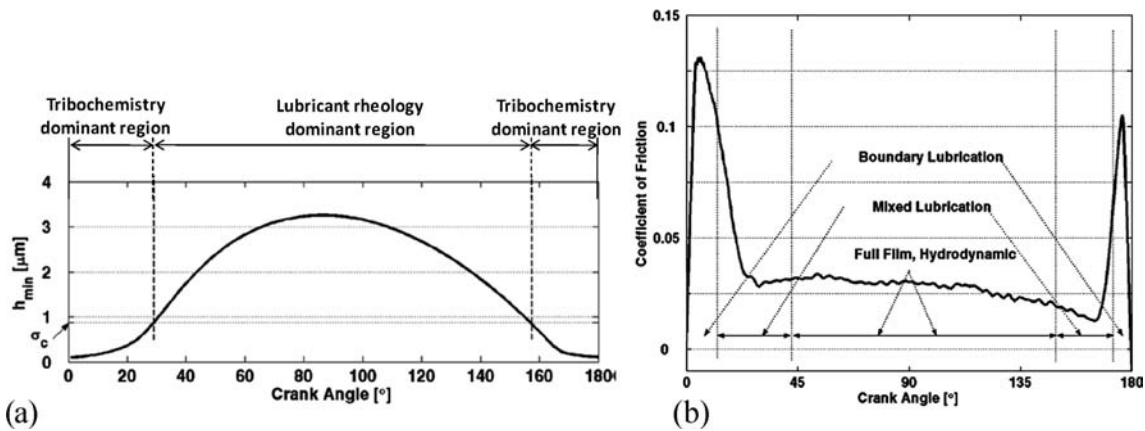 Tribochemistry
dominant region
Lubricant rheology
dominant region
Tribochemistry
dominant region
4
3
2
1
σc
0
h min [μm]
0 20 40 60 80 100 120 140 160 180
Crank Angle [°]
(a)
0.15
0.1
0.05
0
Coefficient of Friction
Boundary Lubrication
Mixed Lubrication
Full Film, Hydrodynamic
0 45 90 135 180
Crank Angle [°]
(b)